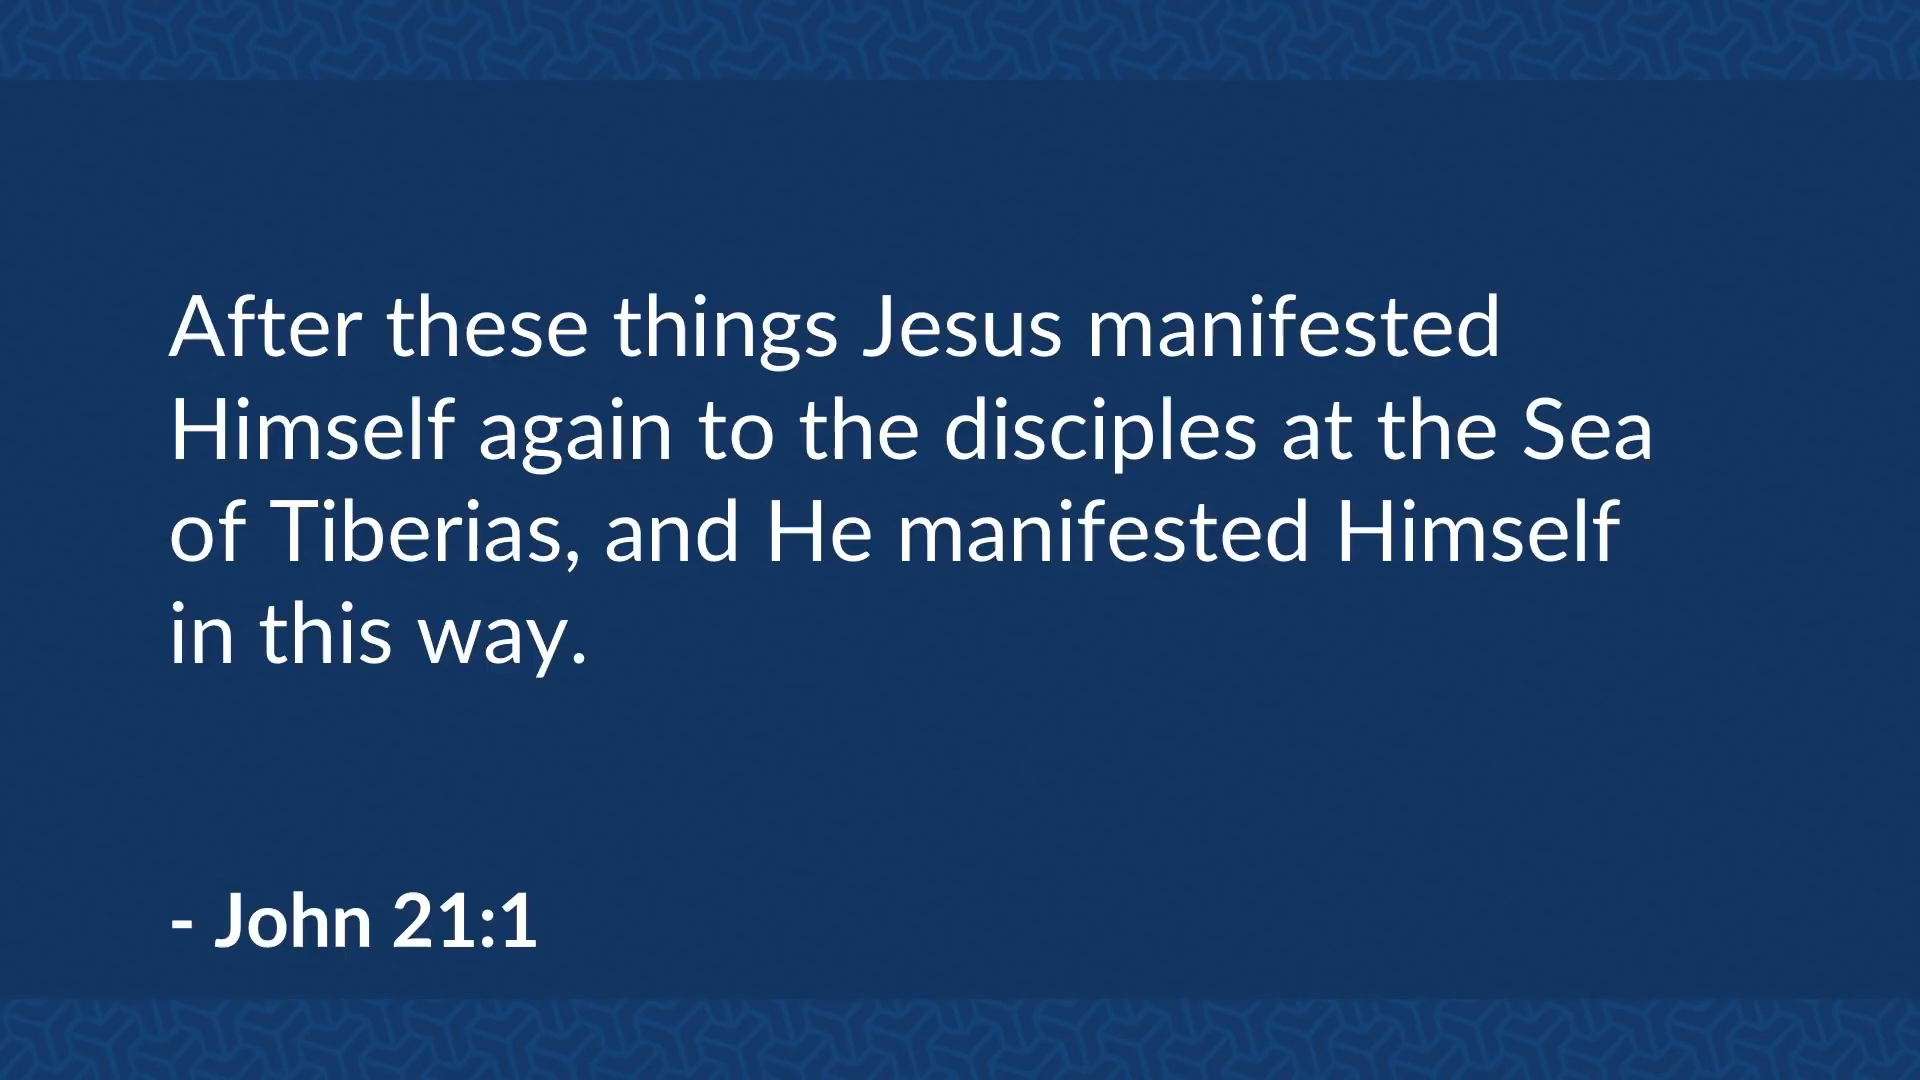 After these things Jesus manifested
Himself again to the disciples at the Sea
of Tiberias, and He manifested Himself
in this way.
- John 21:1